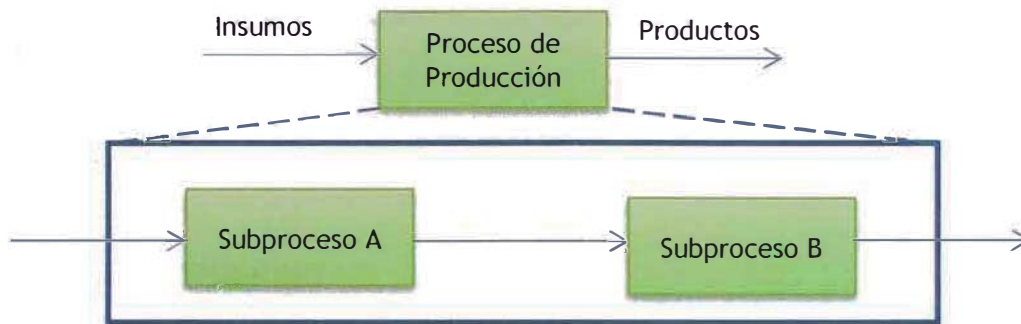 Insumos
Proceso de
Producción
Productos
Subproceso A
Subproceso B